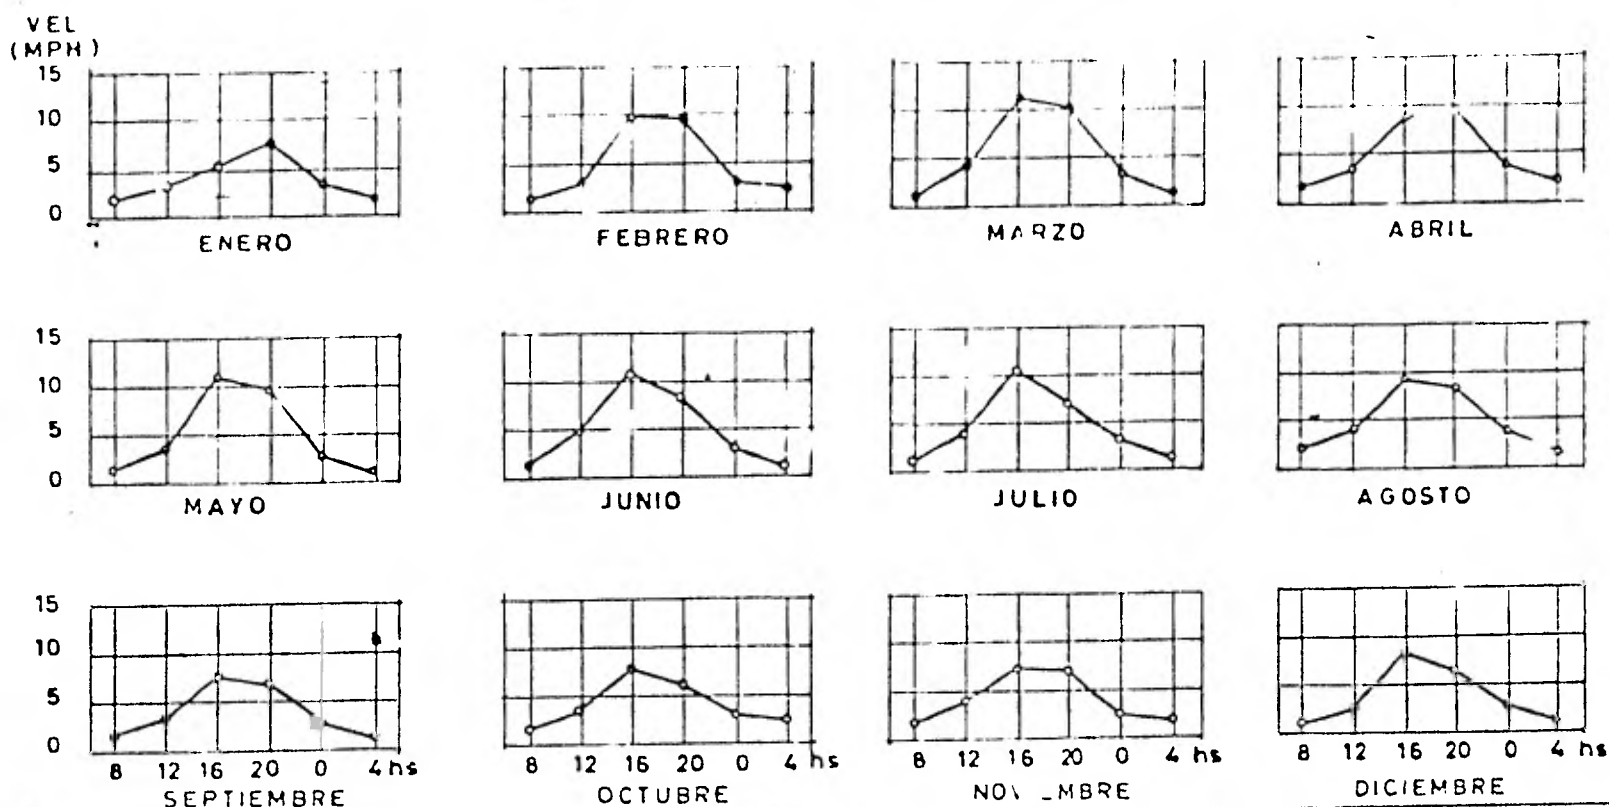 VEL
(MPH)
15
10
5
0
ENERO FEBRERO MARZO ABRIL
15
10
5
0
MAYO JUNIO JULIO AGOSTO
15
10
5
0
8 12 16 20 0 4 hs 8 12 16 20 0 4 hs 8 12 16 20 0 4 hs 8 12 16 20 0 4 hs
SEPTIEMBRE OCTUBRE NOVIEMBRE DICIEMBRE